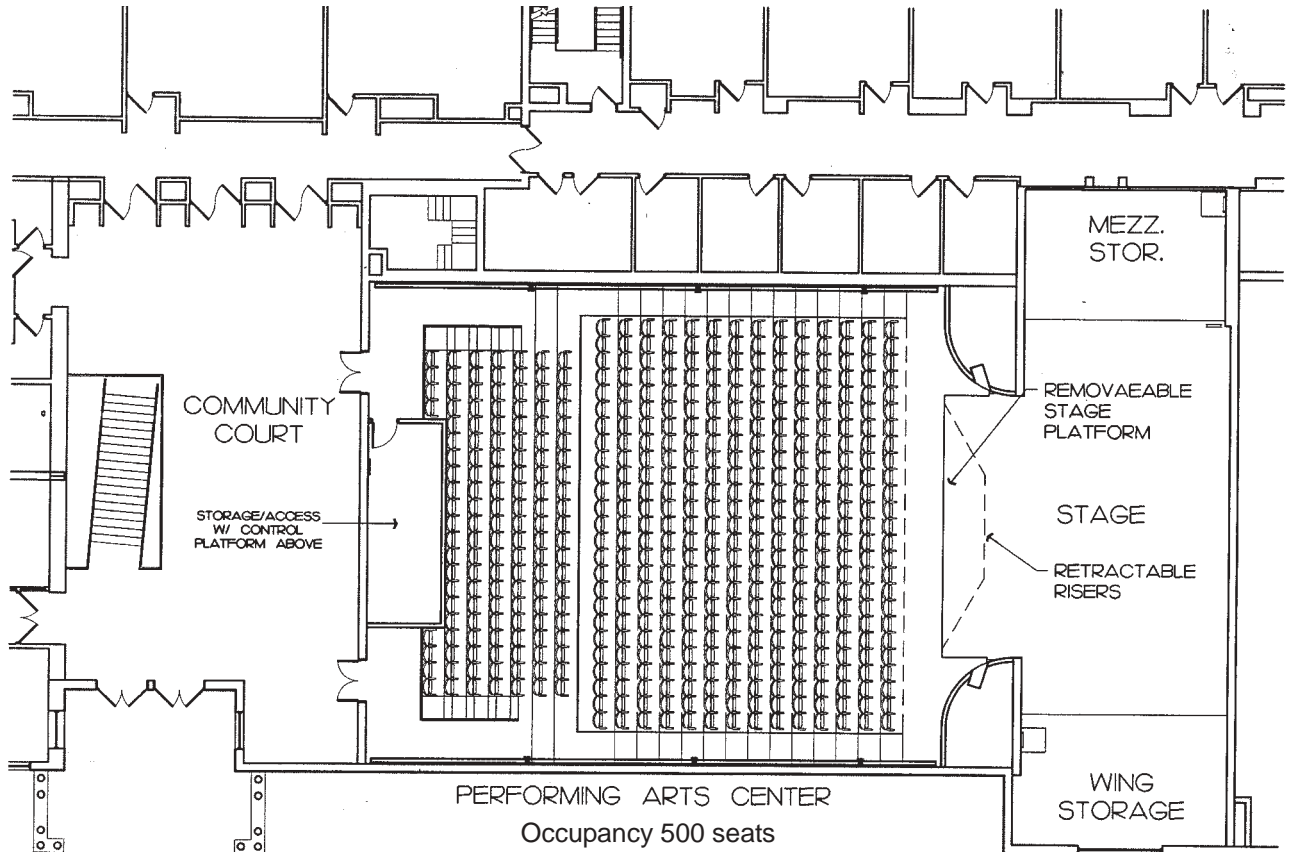 MEZZ.
STOR.
COMMUNITY
COURT
REMOVAEABLE
STAGE
PLATFORM
STORAGE/ACCESS
W/ CONTROL
PLATFORM ABOVE
STAGE
RETRACTABLE
RISERS
WING
STORAGE
PERFORMING ARTS CENTER
Occupancy 500 seats